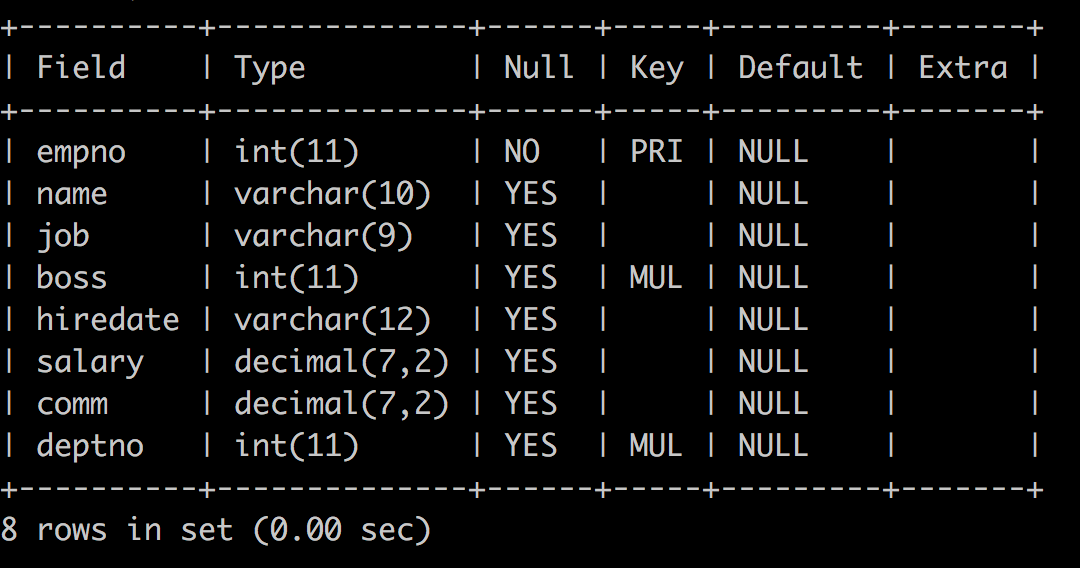 +----------+--------------+------+-----+---------+-------+
| Field    | Type         | Null | Key | Default | Extra |
+----------+--------------+------+-----+---------+-------+
| empno    | int(11)      | NO   | PRI | NULL    |       |
| name     | varchar(10)  | YES  |     | NULL    |       |
| job      | varchar(9)   | YES  |     | NULL    |       |
| boss     | int(11)      | YES  | MUL | NULL    |       |
| hiredate | varchar(12)  | YES  |     | NULL    |       |
| salary   | decimal(7,2) | YES  |     | NULL    |       |
| comm     | decimal(7,2) | YES  |     | NULL    |       |
| deptno   | int(11)      | YES  | MUL | NULL    |       |
+----------+--------------+------+-----+---------+-------+
8 rows in set (0.00 sec)